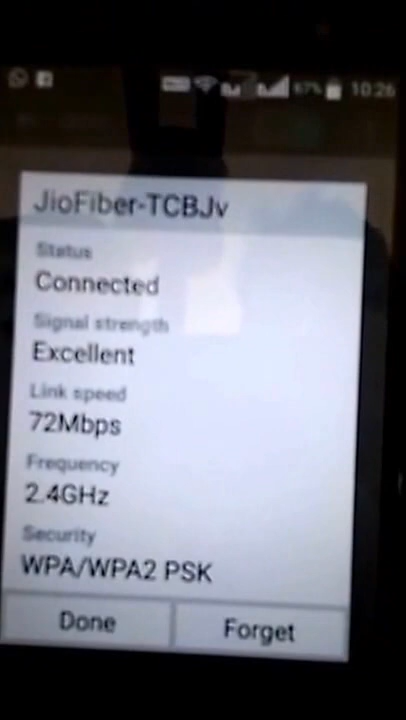 67% 10:26
JioFiber-TCBJv
Status
Connected
Signal strength
Excellent
Link speed
72Mbps
Frequency
2.4GHz
Security
WPA/WPA2 PSK
Done Forget